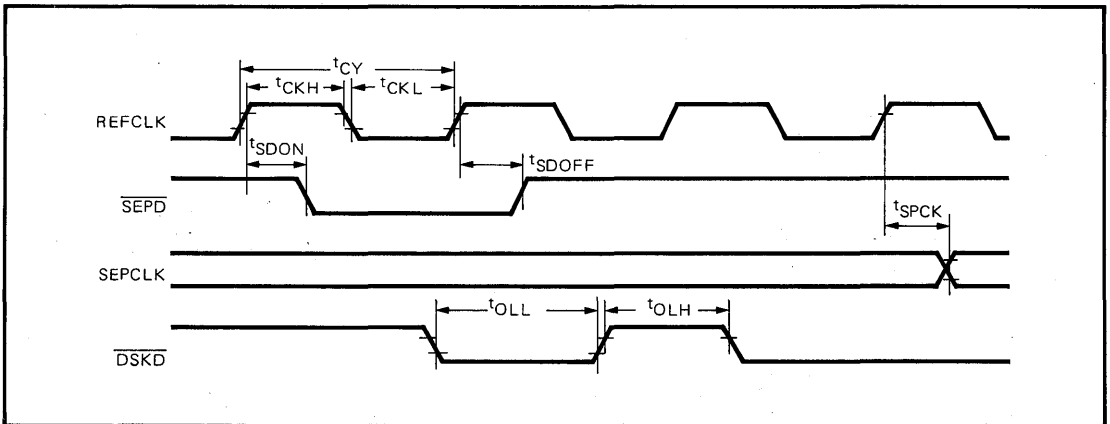 tCY
tCKH
tCKL
REFCLK
tSDON
tSDOFF
SEPD
tSPCK
SEPCLK
tOLL
tOLH
DSKD